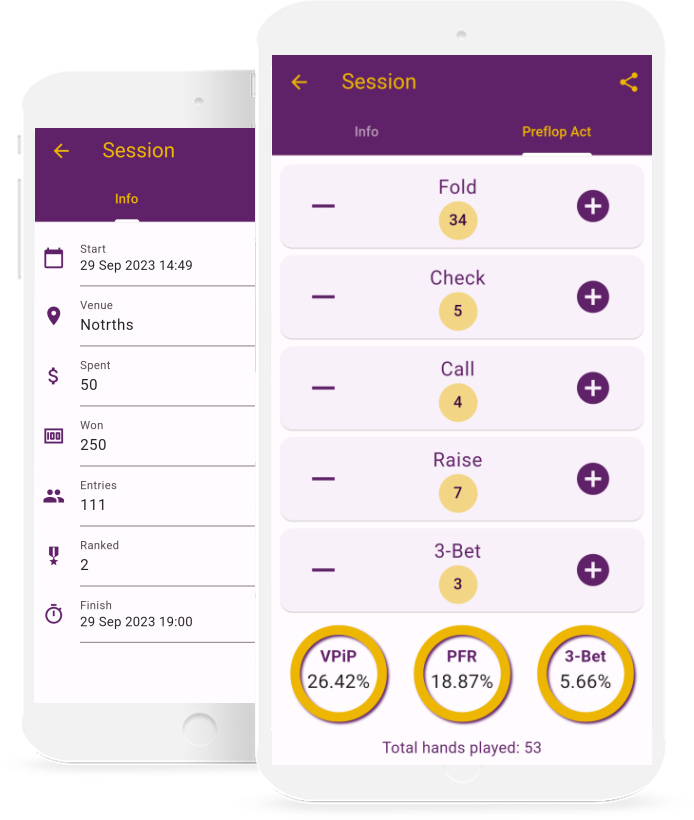 Session
Info
Start
29 Sep 2023 14:49
Venue
Notrths
Spent
50
Won
250
Entries
111
Ranked
2
Finish
29 Sep 2023 19:00
Session
Info Preflop Act
Fold
34
Check
5
Call
4
Raise
7
3-Bet
3
VPiP PFR 3-Bet
26.42% 18.87% 5.66%
Total hands played: 53